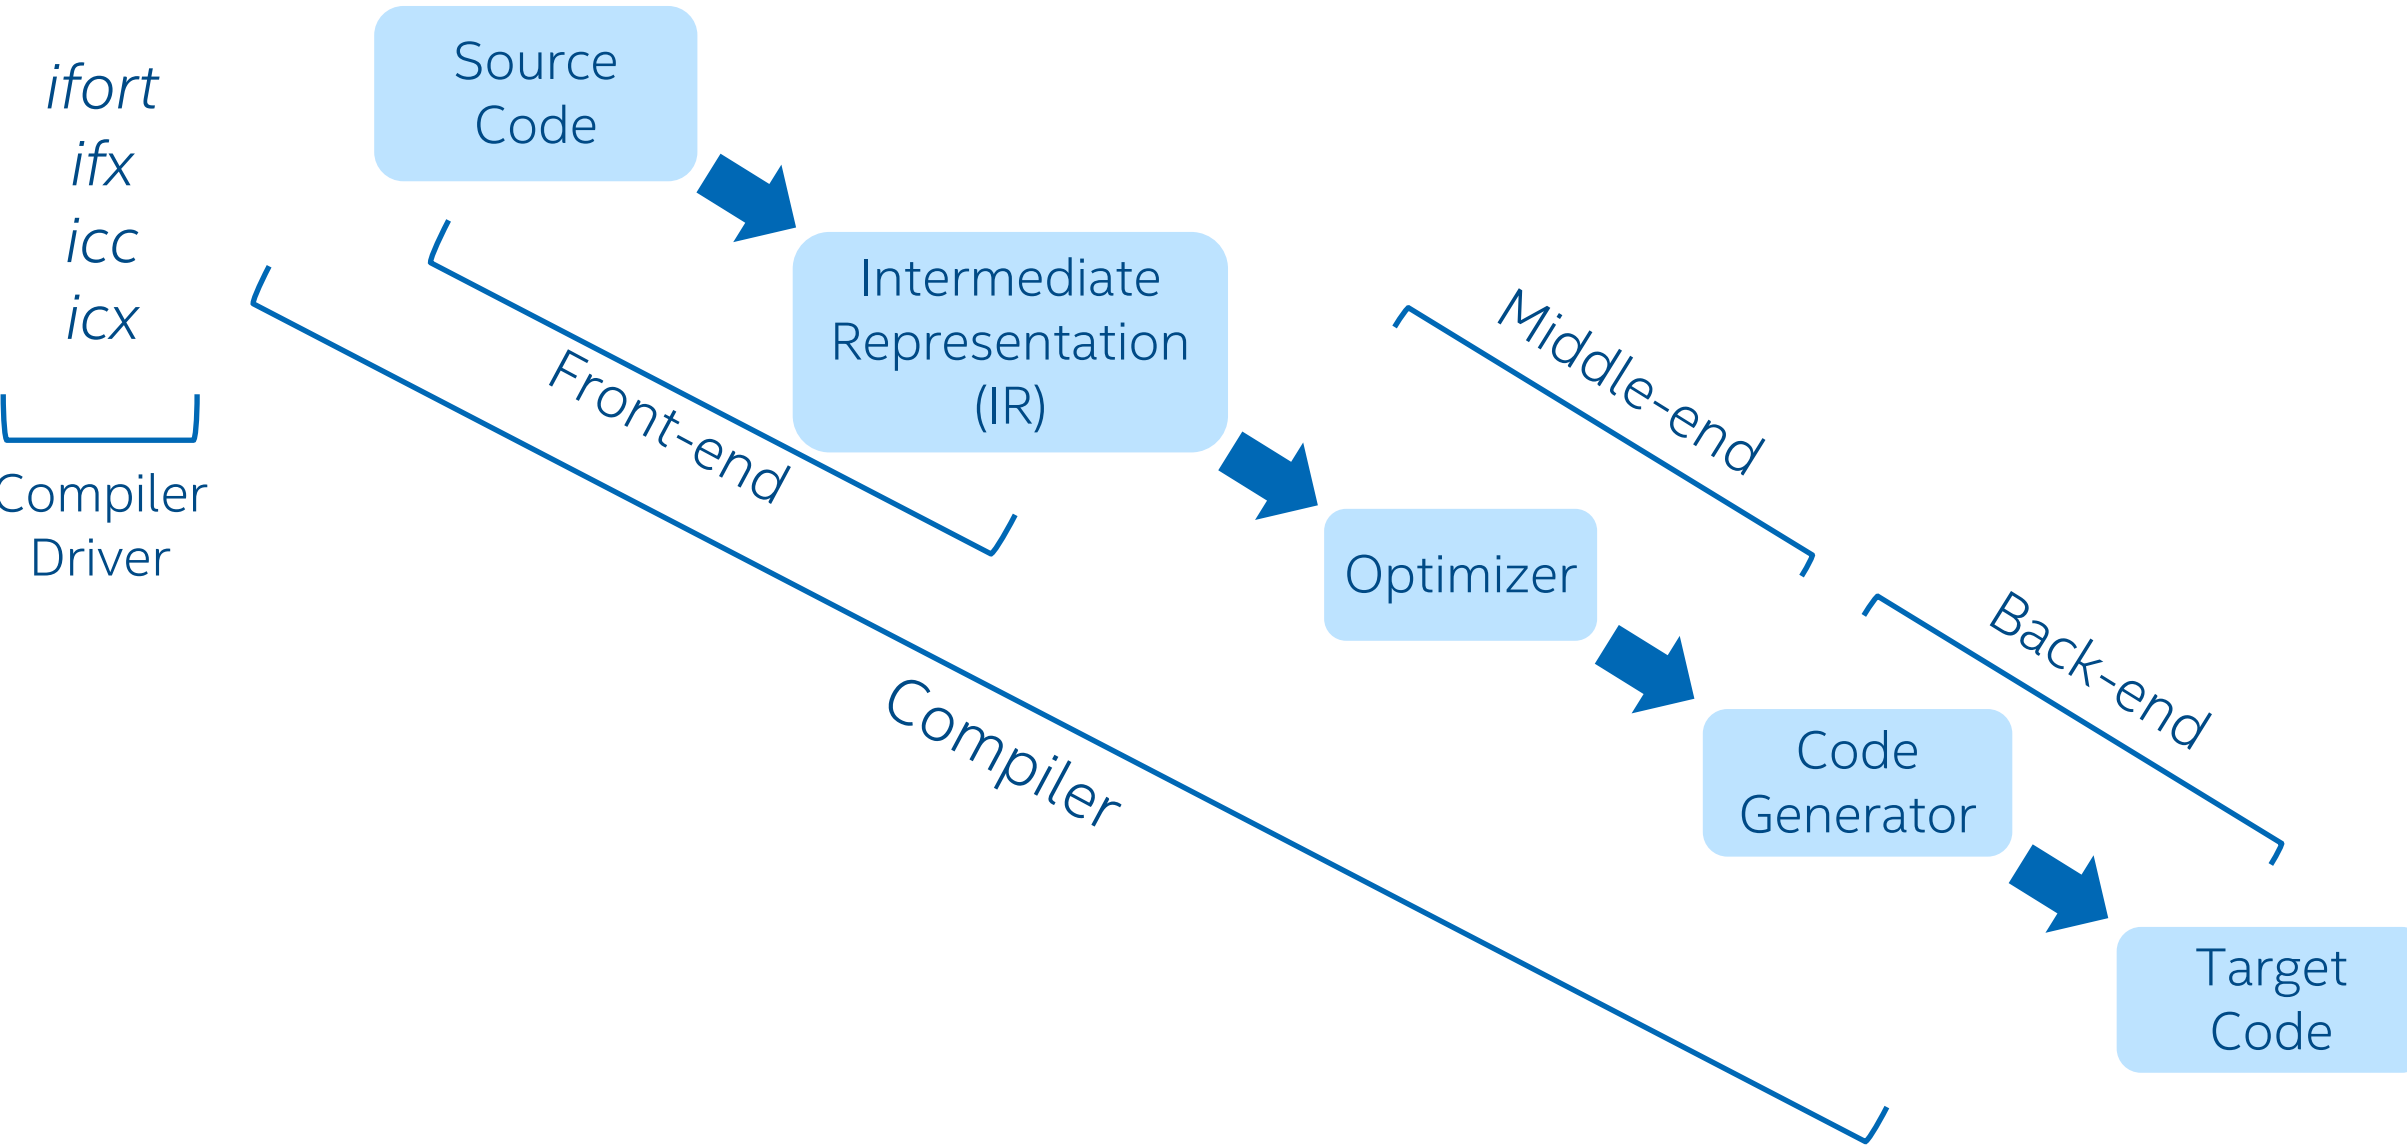 ifort
ifx
icc
icx
Compiler
Driver
Source
Code
Intermediate
Representation
(IR)
Front-end
Middle-end
Optimizer
Compiler
Back-end
Code
Generator
Target
Code